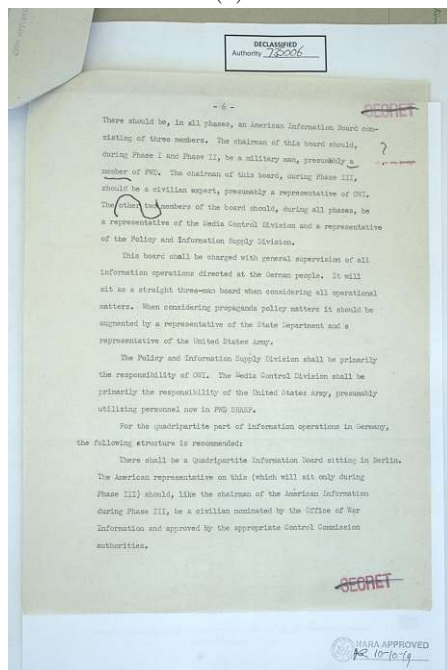 DECLASSIFIED
Authority 735006
- 6 -
SECRET
There should be, in all phases, an American Information Board con-
sisting of three members. The chairman of this board should,
?
during Phase I and Phase II, be a military man, presumably a
member of PWD. The chairman of this board, during Phase III,
should be a civilian expert, presumably a representative of OWI.
The other two members of the board should, during all phases, be
a representative of the Media Control Division and a representative
of the Policy and Information Supply Division.
This board shall be charged with general supervision of all
information operations directed at the German people. It will
sit as a straight three-man board when considering all operational
matters. When considering propaganda policy matters it should be
augmented by a representative of the State Department and a
representative of the United States Army.
The Policy and Information Supply Division shall be primarily
the responsibility of OWI. The Media Control Division shall be
primarily the responsibility of the United States Army, presumably
utilizing personnel now in PWD SHAEF.
For the quadripartite part of information operations in Germany,
the following structure is recommended:
There shall be a Quadripartite Information Board sitting in Berlin.
The American representative on this (which will sit only during
Phase III) should, like the chairman of the American Information
during Phase III, be a civilian nominated by the Office of War
Information and approved by the appropriate Control Commission
authorities.
SECRET
NARA APPROVED
10-10-19